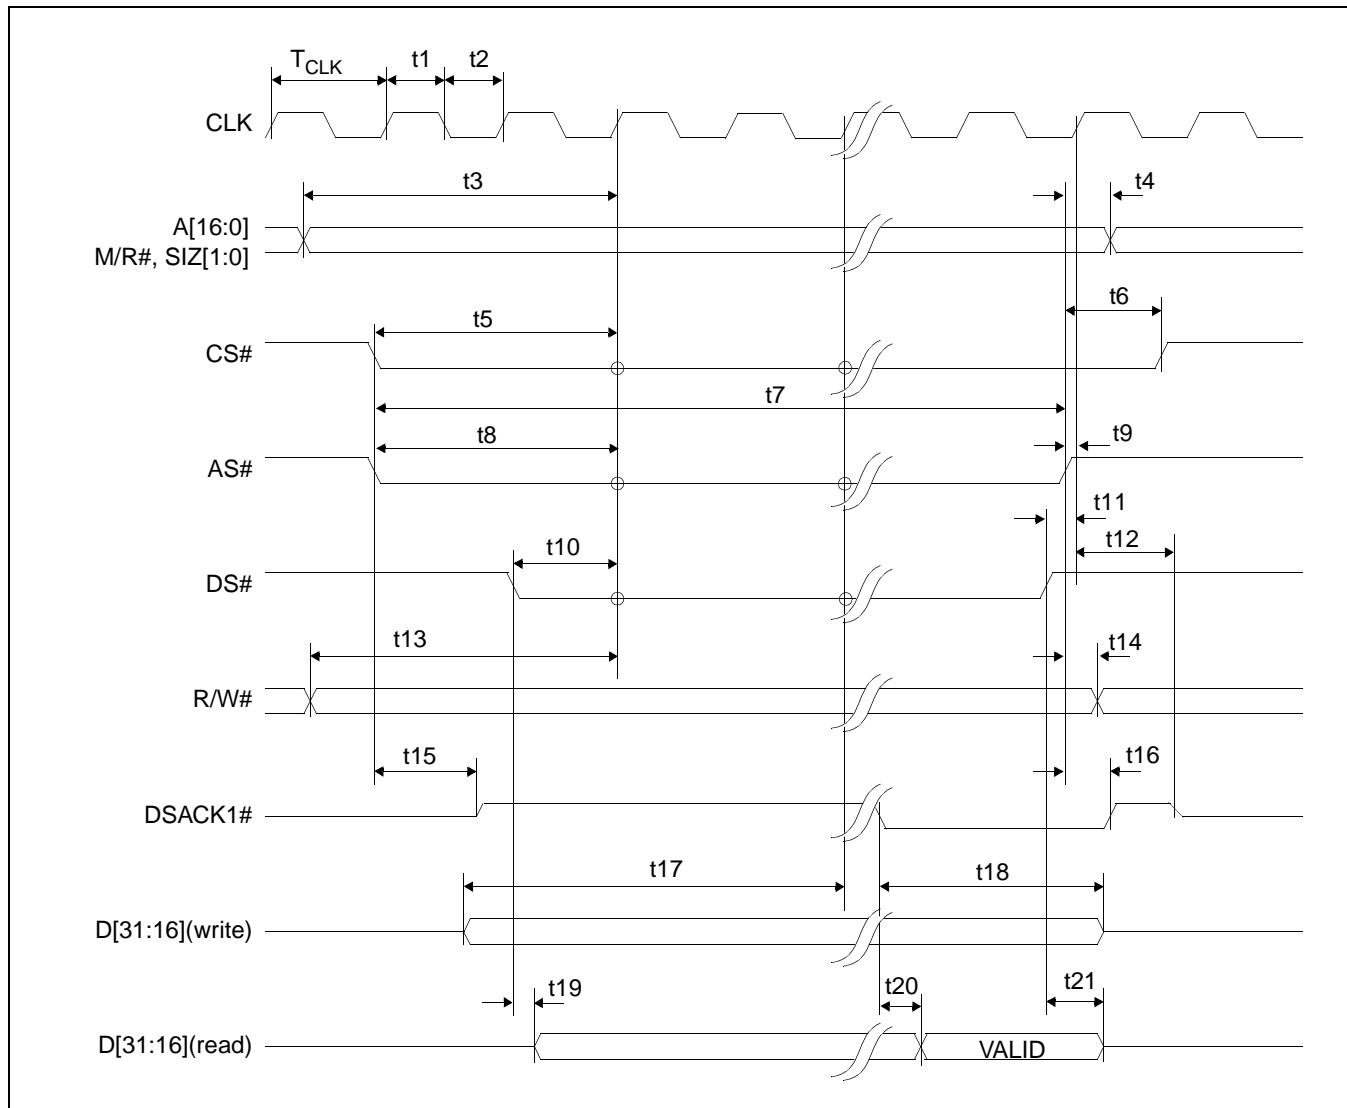 TCLK t1 t2
CLK
t3 t4
A[16:0]
M/R#, SIZ[1:0]
t6
t5
CS#
t7
t8 t9
AS#
t11
t10 t12
DS#
t13 t14
R/W#
t15 t16
DSACK1#
t17 t18
D[31:16](write)
t19 t20 t21
D[31:16](read) VALID